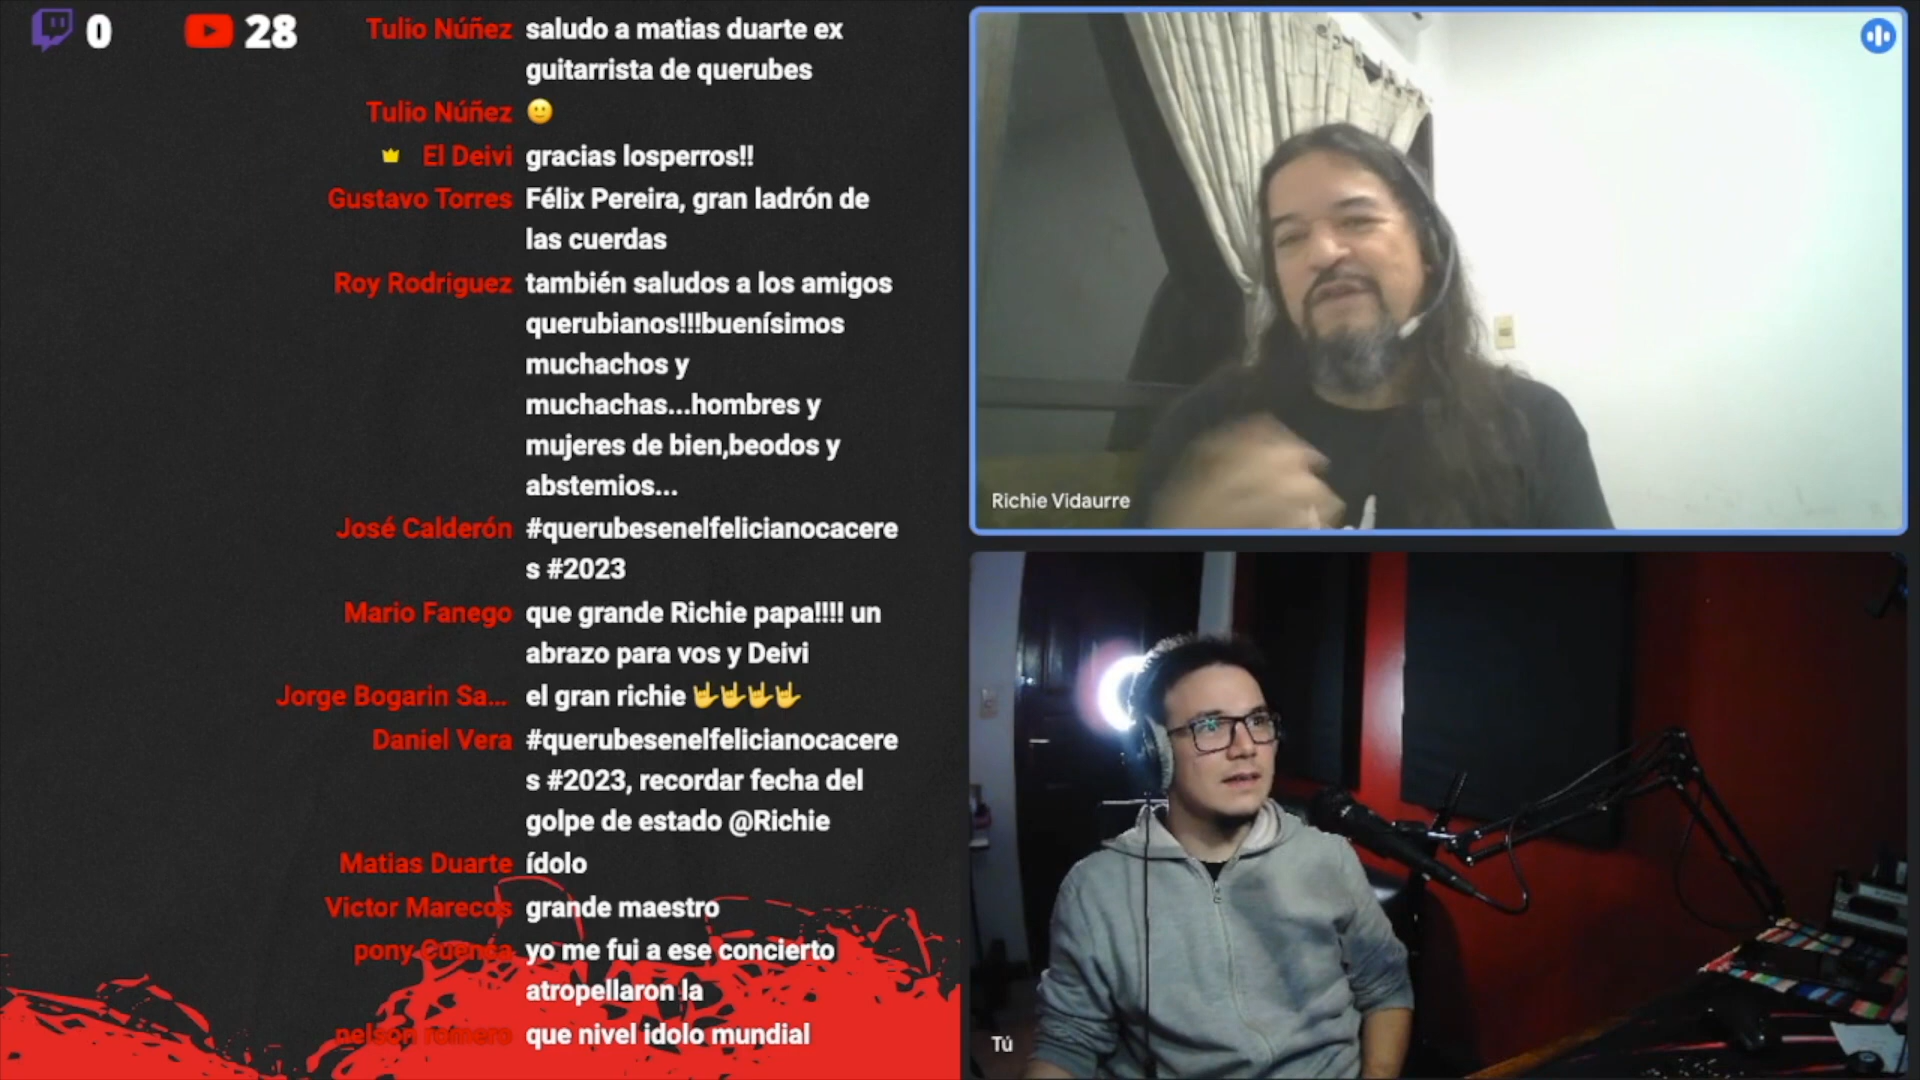 0
28
Tulio Núñez saludo a matias duarte ex
guitarrista de querubes
Tulio Núñez 🙂
El Deivi gracias losperros!!
Gustavo Torres Félix Pereira, gran ladrón de
las cuerdas
Roy Rodriguez también saludos a los amigos
querubianos!!!buenísimos
muchachos y
muchachas...hombres y
mujeres de bien,beodos y
abstemios...
José Calderón #querubesenelfelicianocacere
s #2023
Mario Fanego que grande Richie papa!!!! un
abrazo para vos y Deivi
Jorge Bogarin Sa... el gran richie 🤟🤟🤟🤟
Daniel Vera #querubesenelfelicianocacere
s #2023, recordar fecha del
golpe de estado @Richie
Matias Duarte ídolo
Victor Marecos grande maestro
pony Cuenca yo me fui a ese concierto
atropellaron la
nelson romero que nivel idolo mundial
Richie Vidaurre
Tú